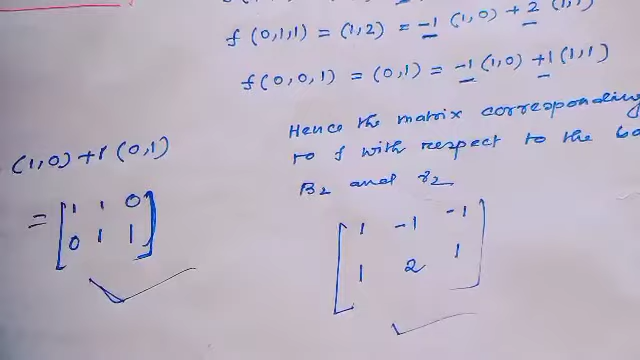 f (0,1,1) = (1,2) = -1 (1,0) + 2 (1,1)
f (0,0,1) = (0,1) = -1 (1,0) +1 (1,1)
Hence the matrix corresponding
to f with respect to the
B2 and r2
[1 -1 -1
1 2 1]
(1,0) + 1 (0,1)
= [1 1 0
0 1 1]